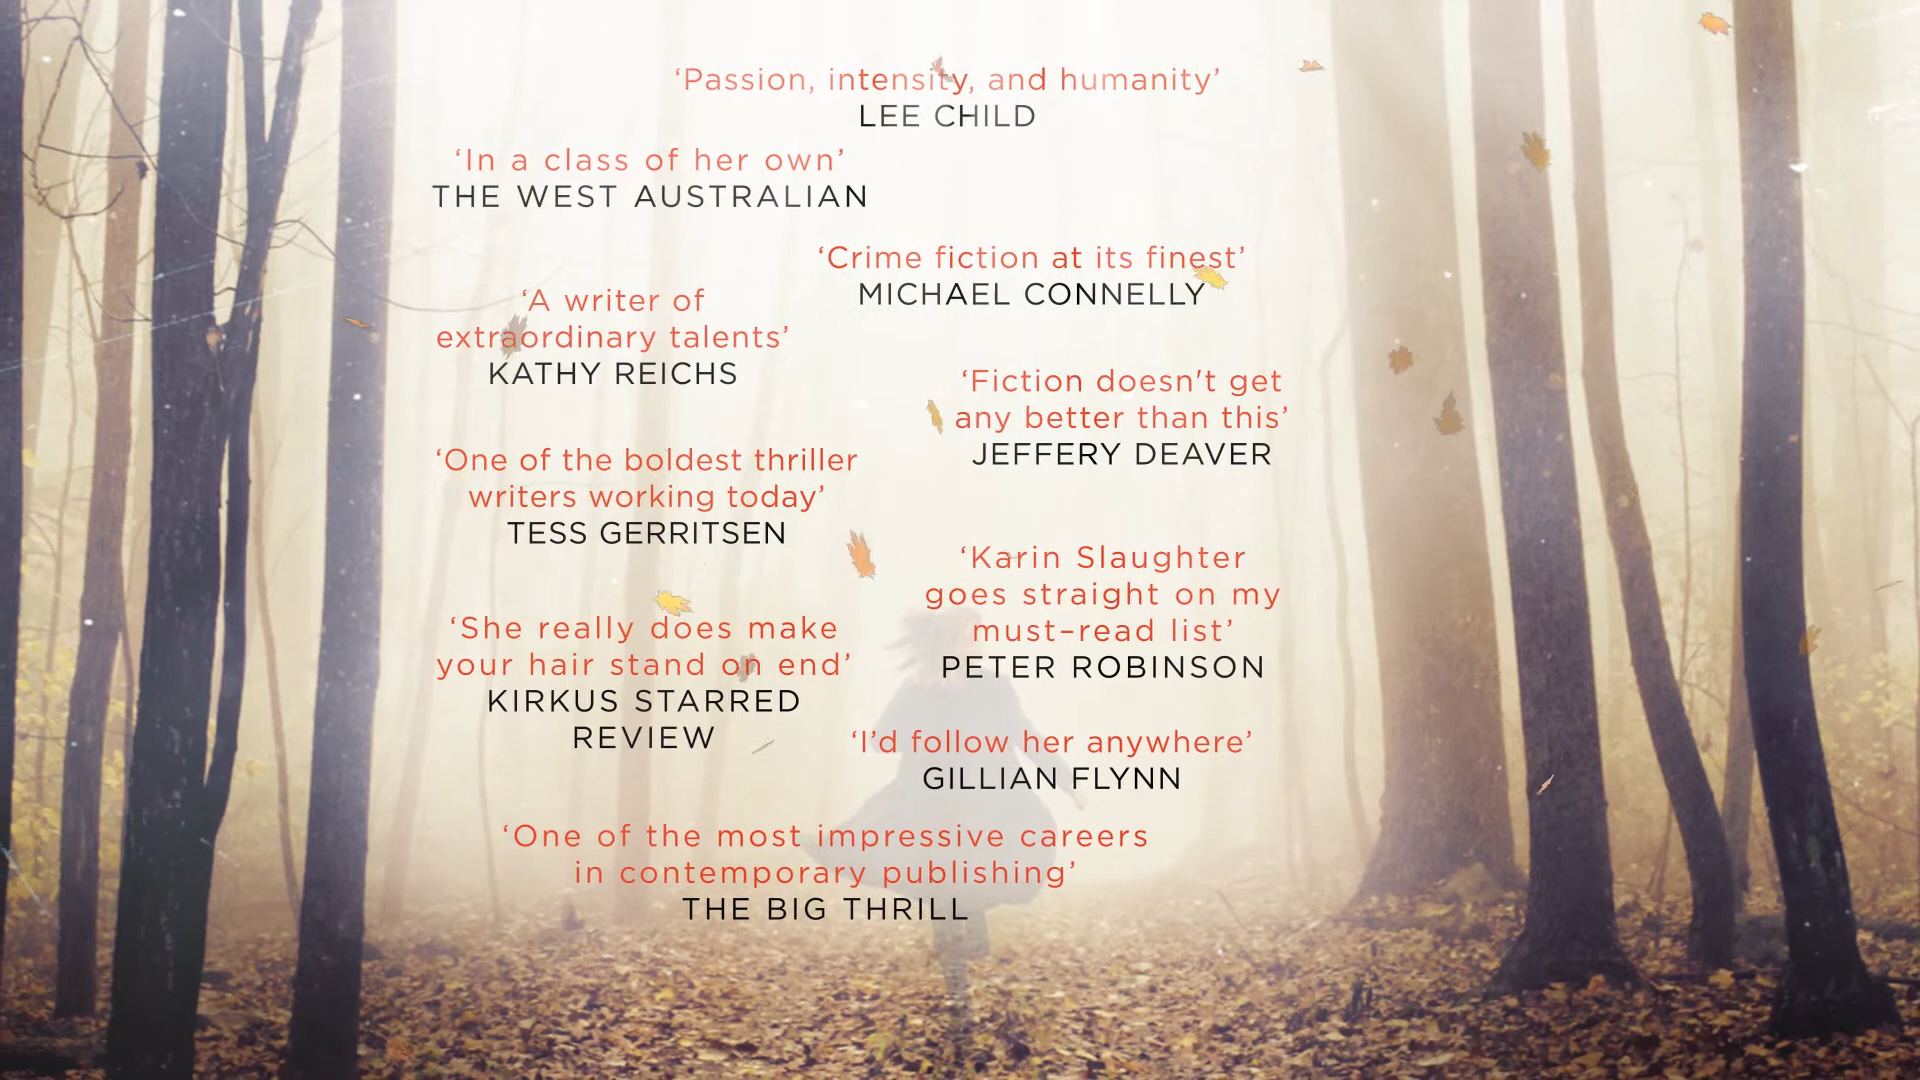 ‘Passion, intensity, and humanity’
LEE CHILD
‘In a class of her own’
THE WEST AUSTRALIAN
‘Crime fiction at its finest’
MICHAEL CONNELLY
‘A writer of
extraordinary talents’
KATHY REICHS
‘Fiction doesn't get
any better than this’
JEFFERY DEAVER
‘One of the boldest thriller
writers working today’
TESS GERRITSEN
‘Karin Slaughter
goes straight on my
must–read list’
PETER ROBINSON
‘She really does make
your hair stand on end’
KIRKUS STARRED
REVIEW
‘I’d follow her anywhere’
GILLIAN FLYNN
‘One of the most impressive careers
in contemporary publishing’
THE BIG THRILL